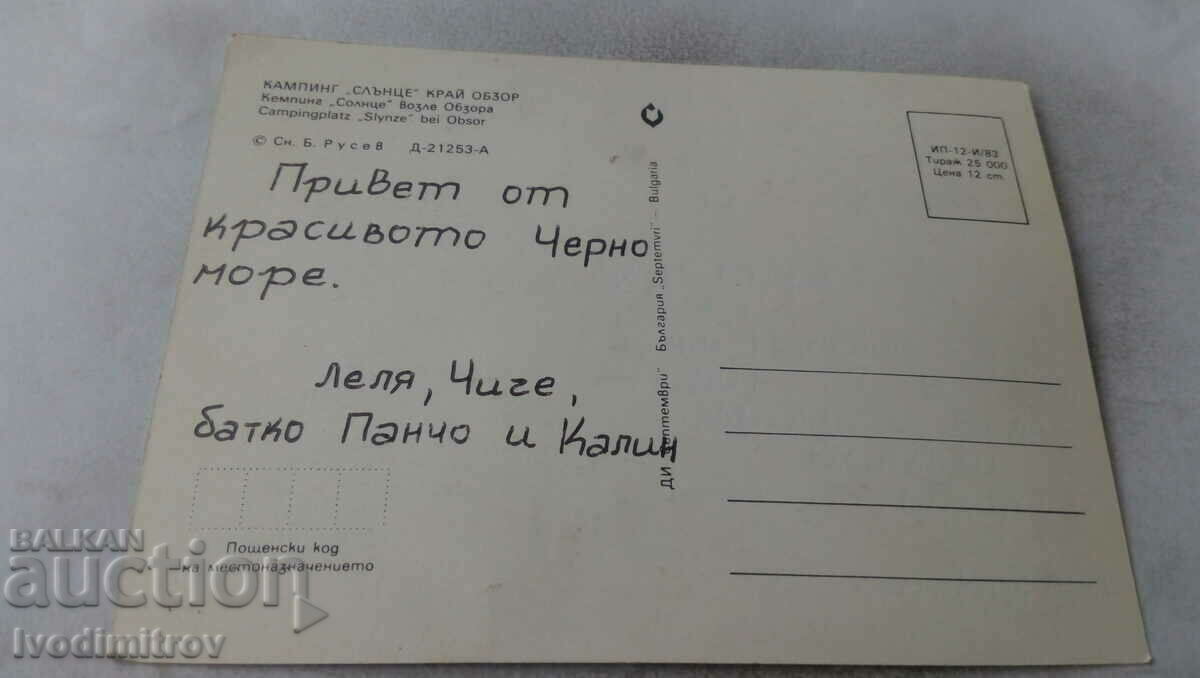 КАМПИНГ „СЛЪНЦЕ" КРАЙ ОБЗОР
Кемпинг „Солнце" возле Обзора
Campingplatz „Slynze" bei Obsor
© Сн. Б. Русев Д-21253-А
Привет от
красивото Черно
море.
Леля, Чиче,
батко Панчо и Калин
Пощенски код
на местоназначението
ДИ „Септември" България „Septemvri" — Bulgaria
ИП-12-И/83
Тираж 25 000
Цена 12 ст.
BALKAN
auction
Ivodimitrov